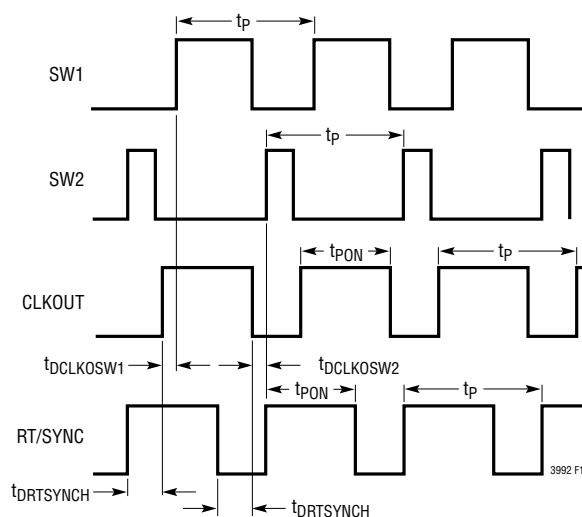 tP
SW1
tP
SW2
tPON
tP
CLKOUT
tDCLKOSW1
tDCLKOSW2
tPON
tP
RT/SYNC
3992 F1
tDRTSYNCH
tDRTSYNCH